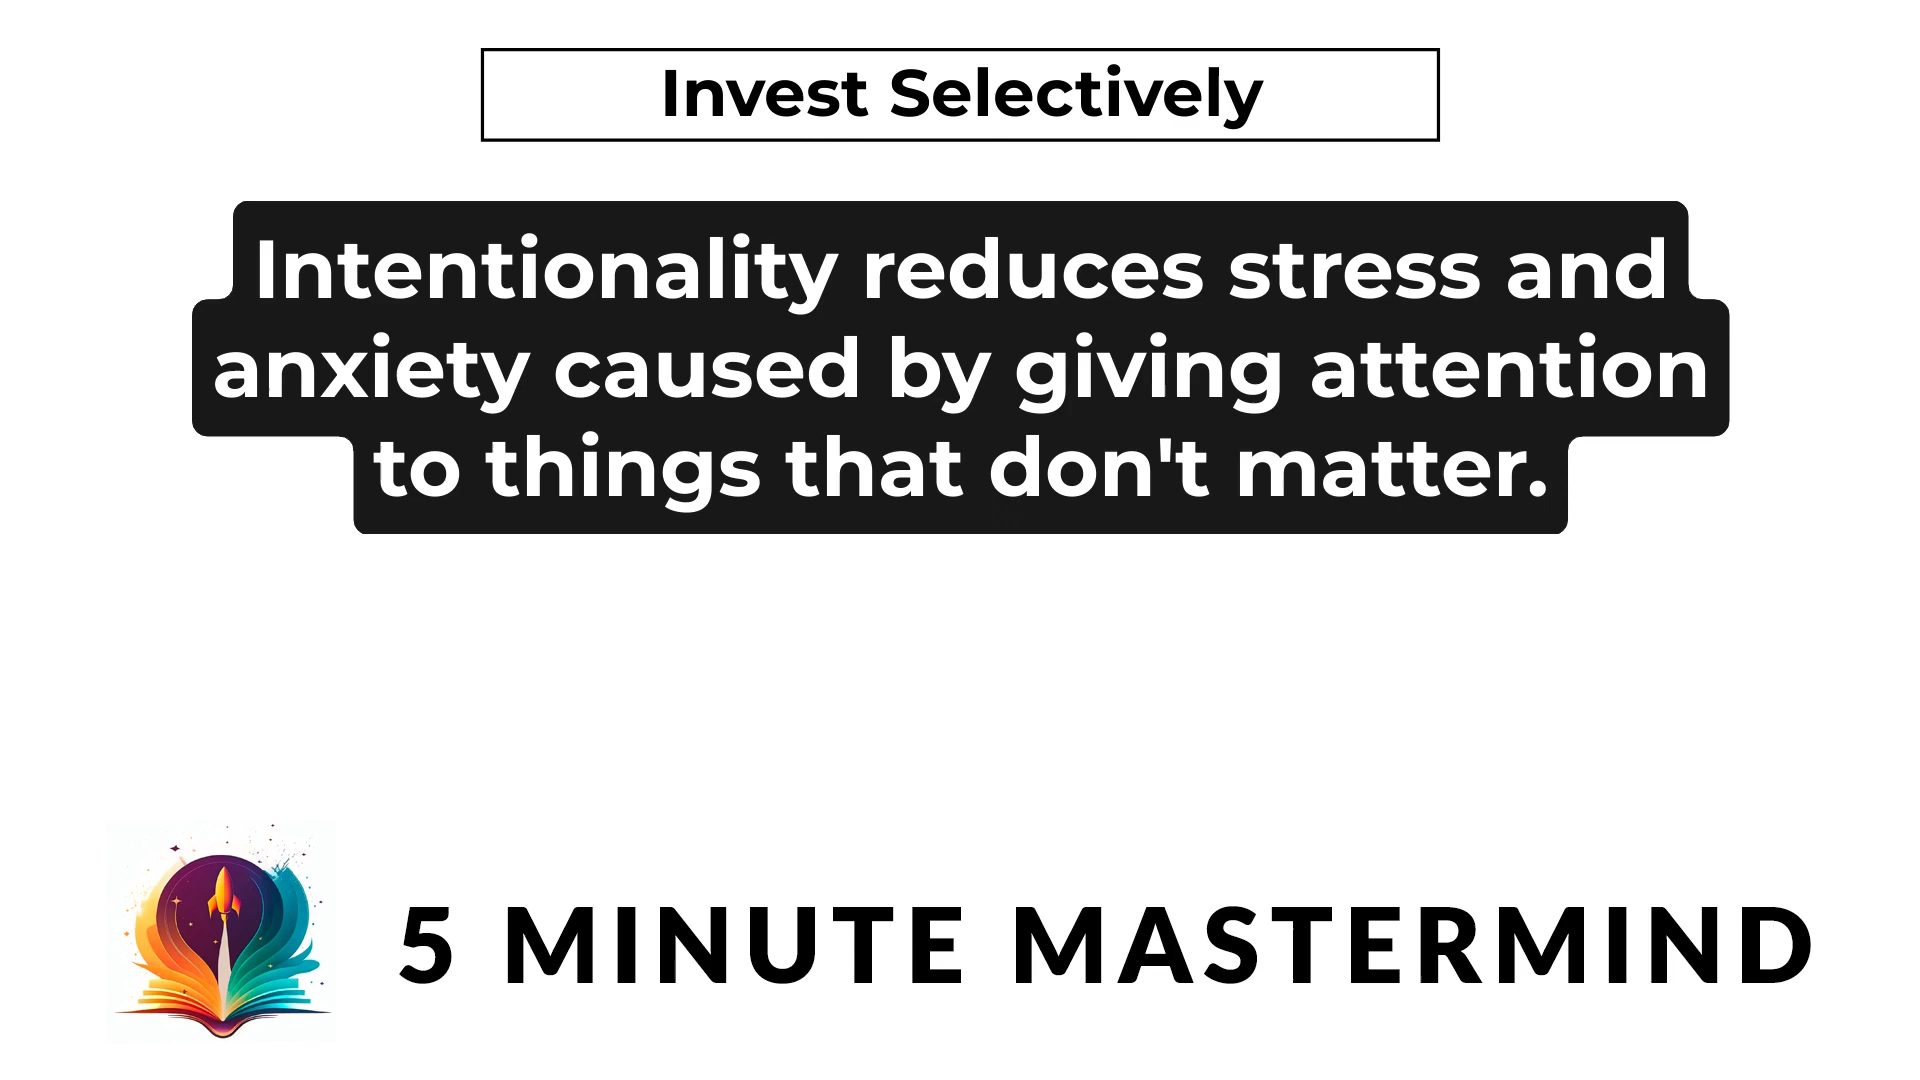 Invest Selectively
Intentionality reduces stress and
anxiety caused by giving attention
to things that don't matter.
5 MINUTE MASTERMIND